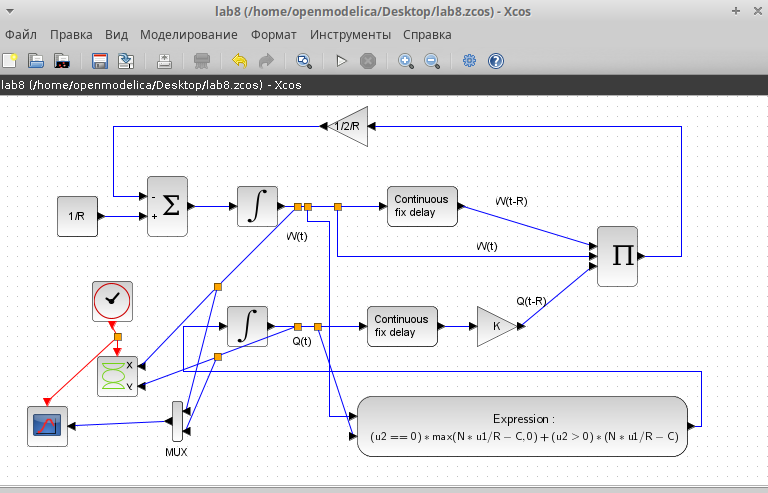 lab8 (/home/openmodelica/Desktop/lab8.zcos) - Xcos
Файл Правка Вид Моделирование Формат Инструменты Справка
lab8 (/home/openmodelica/Desktop/lab8.zcos) - Xcos
1/2/R
1/R
-
+
Σ
∫
Continuous
fix delay
W(t-R)
W(t)
W(t)
Π
Q(t-R)
∫
Q(t)
Continuous
fix delay
K
X
Y
MUX
Expression :
(u2 == 0) * max(N * u1/R − C, 0) + (u2 > 0) * (N * u1/R − C)